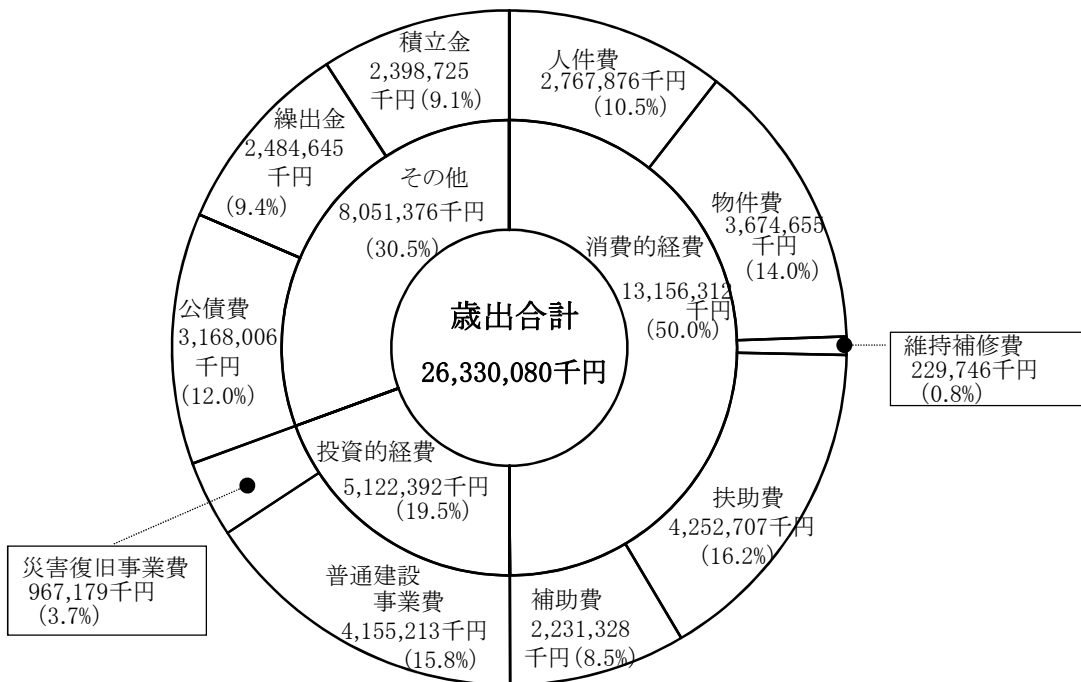 積立金
2,398,725
千円(9.1%)
人件費
2,767,876千円
(10.5%)
繰出金
2,484,645
千円
(9.4%)
その他
8,051,376千円
(30.5%)
物件費
3,674,655
千円
(14.0%)
消費的経費
13,156,312
千円
(50.0%)
歳出合計
26,330,080千円
公債費
3,168,006
千円
(12.0%)
維持補修費
229,746千円
(0.8%)
投資的経費
5,122,392千円
(19.5%)
扶助費
4,252,707千円
(16.2%)
災害復旧事業費
967,179千円
(3.7%)
普通建設
事業費
4,155,213千円
(15.8%)
補助費
2,231,328
千円(8.5%)